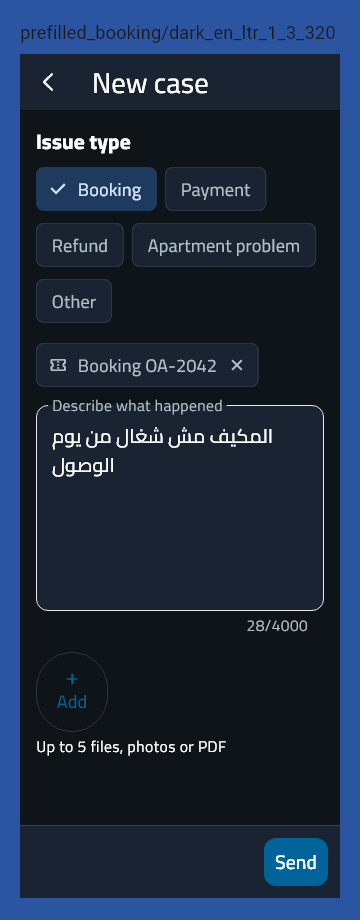 prefilled_booking/dark_en_ltr_1_3_320
New case
Issue type
Booking
Payment
Refund
Apartment problem
Other
Booking OA-2042
Describe what happened
المكيف مش شغال من يوم
الوصول
28/4000
+
Add
Up to 5 files, photos or PDF
Send